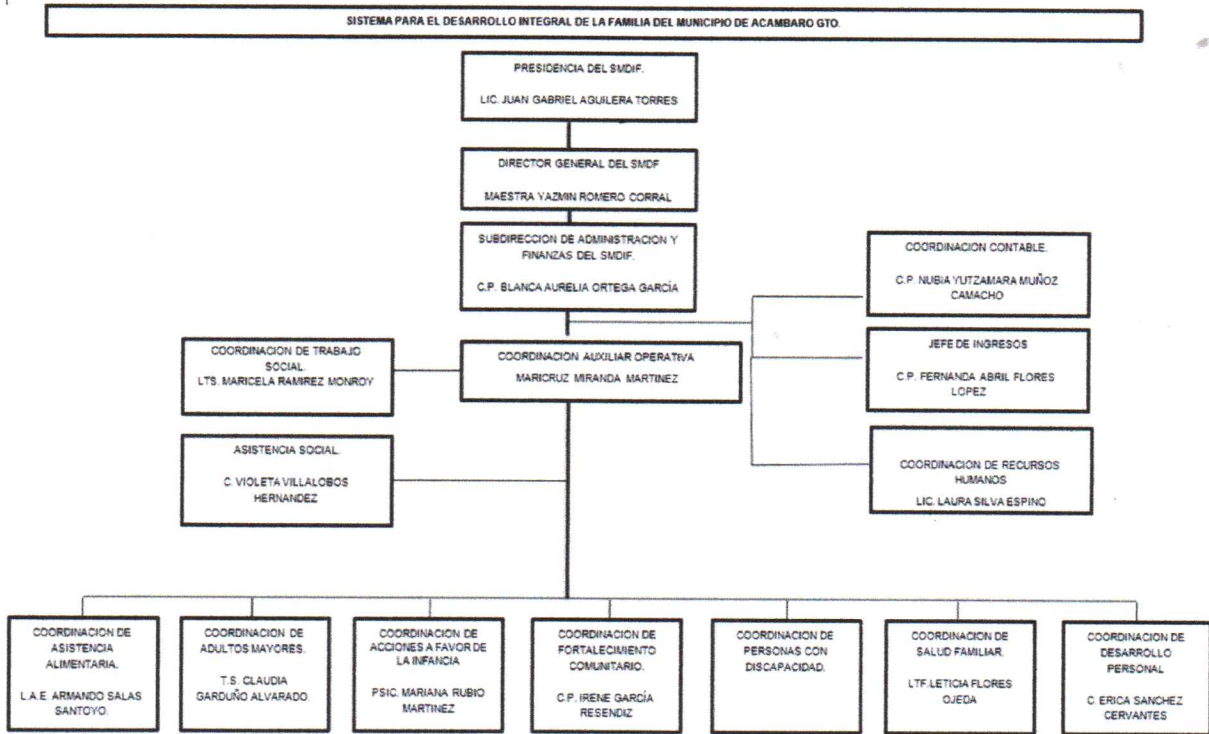 SISTEMA PARA EL DESARROLLO INTEGRAL DE LA FAMILIA DEL MUNICIPIO DE ACAMBARO GTO.
PRESIDENCIA DEL SMDIF.
LIC. JUAN GABRIEL AGUILERA TORRES
DIRECTOR GENERAL DEL SMDF
MAESTRA YAZMIN ROMERO CORRAL
SUBDIRECCION DE ADMINISTRACION Y
FINANZAS DEL SMDIF.
C.P. BLANCA AURELIA ORTEGA GARCÍA
COORDINACION CONTABLE.
C.P. NUBIA YUTZAMARA MUÑOZ
CAMACHO
JEFE DE INGRESOS
C.P. FERNANDA ABRIL FLORES
LOPEZ
COORDINACION DE RECURSOS
HUMANOS
LIC. LAURA SILVA ESPINO
COORDINACION AUXILIAR OPERATIVA
MARICRUZ MIRANDA MARTINEZ
COORDINACION DE TRABAJO
SOCIAL.
LTS. MARICELA RAMIREZ MONROY
ASISTENCIA SOCIAL.
C. VIOLETA VILLALOBOS
HERNANDEZ
COORDINACION DE
ASISTENCIA
ALIMENTARIA.
L.A.E. ARMANDO SALAS
SANTOYO.
COORDINACION DE
ADULTOS MAYORES.
T.S. CLAUDIA
GARDUÑO ALVARADO.
COORDINACION DE
ACCIONES A FAVOR DE
LA INFANCIA
PSIC. MARIANA RUBIO
MARTINEZ
COORDINACION DE
FORTALECIMIENTO
COMUNITARIO.
C.P. IRENE GARCÍA
RESENDIZ
COORDINACION DE
PERSONAS CON
DISCAPACIDAD.
COORDINACION DE
SALUD FAMILIAR.
LTF.LETICIA FLORES
OJEDA
COORDINACION DE
DESARROLLO
PERSONAL
C. ERICA SANCHEZ
CERVANTES